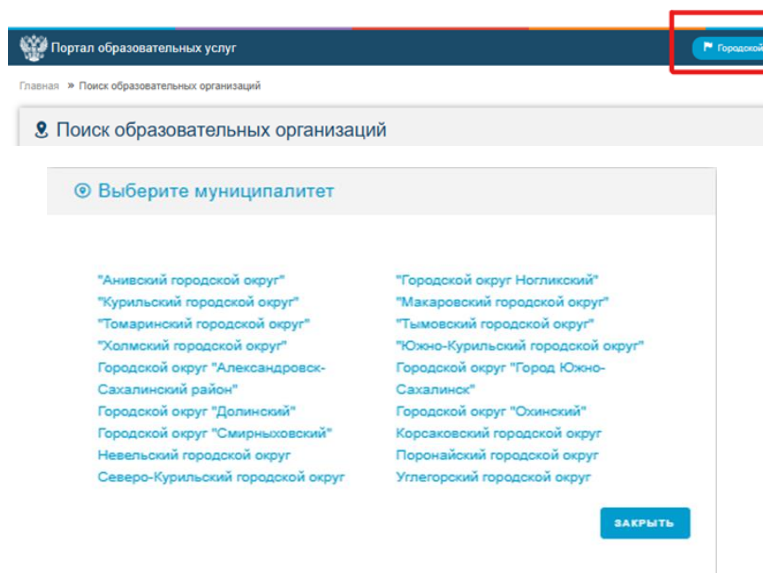 Портал образовательных услуг
Городской
Главная » Поиск образовательных организаций
Поиск образовательных организаций
Выберите муниципалитет
"Анивский городской округ"
"Курильский городской округ"
"Томаринский городской округ"
"Холмский городской округ"
Городской округ "Александровск-
Сахалинский район"
Городской округ "Долинский"
Городской округ "Смирныховский"
Невельский городской округ
Северо-Курильский городской округ
"Городской округ Ногликский"
"Макаровский городской округ"
"Тымовский городской округ"
"Южно-Курильский городской округ"
Городской округ "Город Южно-
Сахалинск"
Городской округ "Охинский"
Корсаковский городской округ
Поронайский городской округ
Углегорский городской округ
ЗАКРЫТЬ